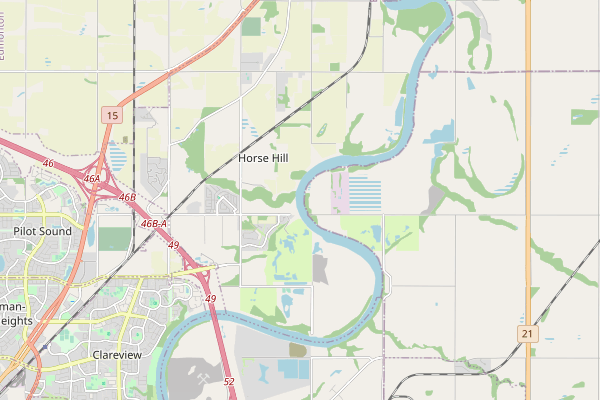 Edmonton
15
46
46A
46B
Horse Hill
46B-A
Pilot Sound
49
49
man-
eights
Clareview
21
52